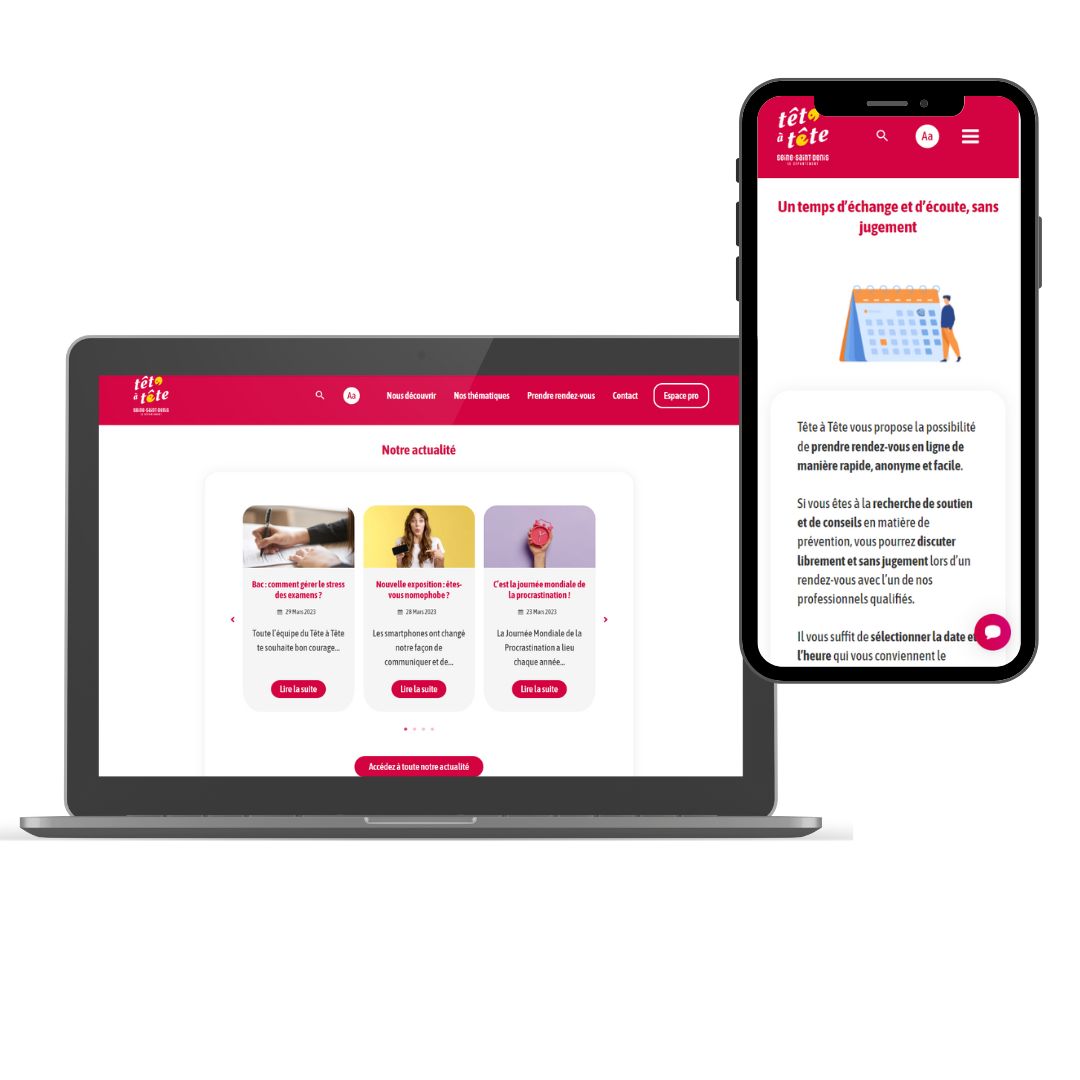 têt
à tête
SEINE-SAINT-DENIS
LE DÉPARTEMENT
Aa
Nous découvrir
Nos thématiques
Prendre rendez-vous
Contact
Espace pro
Notre actualité
Bac : comment gérer le stress
des examens ?
29 Mars 2023
Toute l'équipe du Tête à Tête
te souhaite bon courage...
Lire la suite
Nouvelle exposition : êtes-
vous nomophobe ?
28 Mars 2023
Les smartphones ont changé
notre façon de
communiquer et de...
Lire la suite
C'est la journée mondiale de
la procrastination !
23 Mars 2023
La Journée Mondiale de la
Procrastination a lieu
chaque année...
Lire la suite
Accédez à toute notre actualité
têt
à tête
SEINE-SAINT-DENIS
LE DÉPARTEMENT
Aa
Un temps d'échange et d'écoute, sans
jugement
Tête à Tête vous propose la possibilité
de prendre rendez-vous en ligne de
manière rapide, anonyme et facile.
Si vous êtes à la recherche de soutien
et de conseils en matière de
prévention, vous pourrez discuter
librement et sans jugement lors d'un
rendez-vous avec l'un de nos
professionnels qualifiés.
Il vous suffit de sélectionner la date et
l'heure qui vous conviennent le